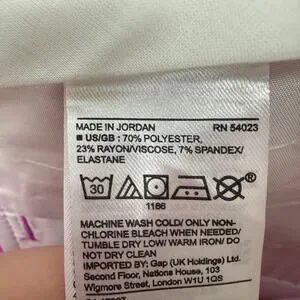 MADE IN JORDAN RN 54023
■ US/GB : 70% POLYESTER,
23% RAYON/VISCOSE, 7% SPANDEX/
ELASTANE
30
1186
MACHINE WASH COLD/ ONLY NON-
CHLORINE BLEACH WHEN NEEDED/
TUMBLE DRY LOW/ WARM IRON/ DO
NOT DRY CLEAN
IMPORTED BY: Gap (UK Holdings) Ltd
Second Floor, Nations House, 103
Wigmore Street, London W1U 1QS